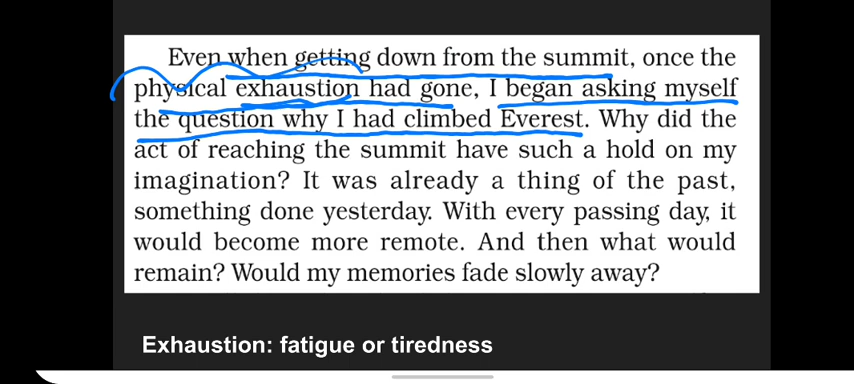 Even when getting down from the summit, once the
physical exhaustion had gone, I began asking myself
the question why I had climbed Everest. Why did the
act of reaching the summit have such a hold on my
imagination? It was already a thing of the past,
something done yesterday. With every passing day, it
would become more remote. And then what would
remain? Would my memories fade slowly away?
Exhaustion: fatigue or tiredness